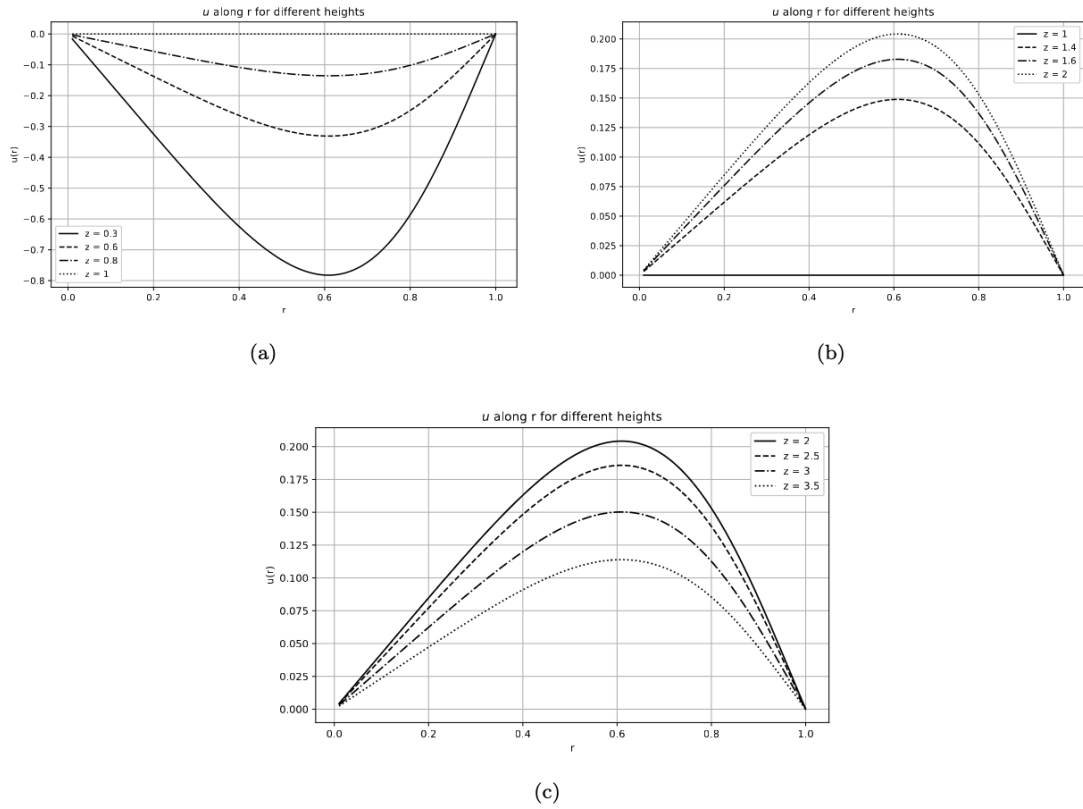 u along r for different heights
0.0
−0.1
−0.2
−0.3
−0.4
−0.5
−0.6
−0.7
−0.8
u(r)
z = 0.3
z = 0.6
z = 0.8
z = 1
0.0 0.2 0.4 0.6 0.8 1.0
r
(a)
u along r for different heights
0.200
0.175
0.150
0.125
0.100
0.075
0.050
0.025
0.000
u(r)
z = 1
z = 1.4
z = 1.6
z = 2
0.0 0.2 0.4 0.6 0.8 1.0
r
(b)
u along r for different heights
0.200
0.175
0.150
0.125
0.100
0.075
0.050
0.025
0.000
u(r)
z = 2
z = 2.5
z = 3
z = 3.5
0.0 0.2 0.4 0.6 0.8 1.0
r
(c)